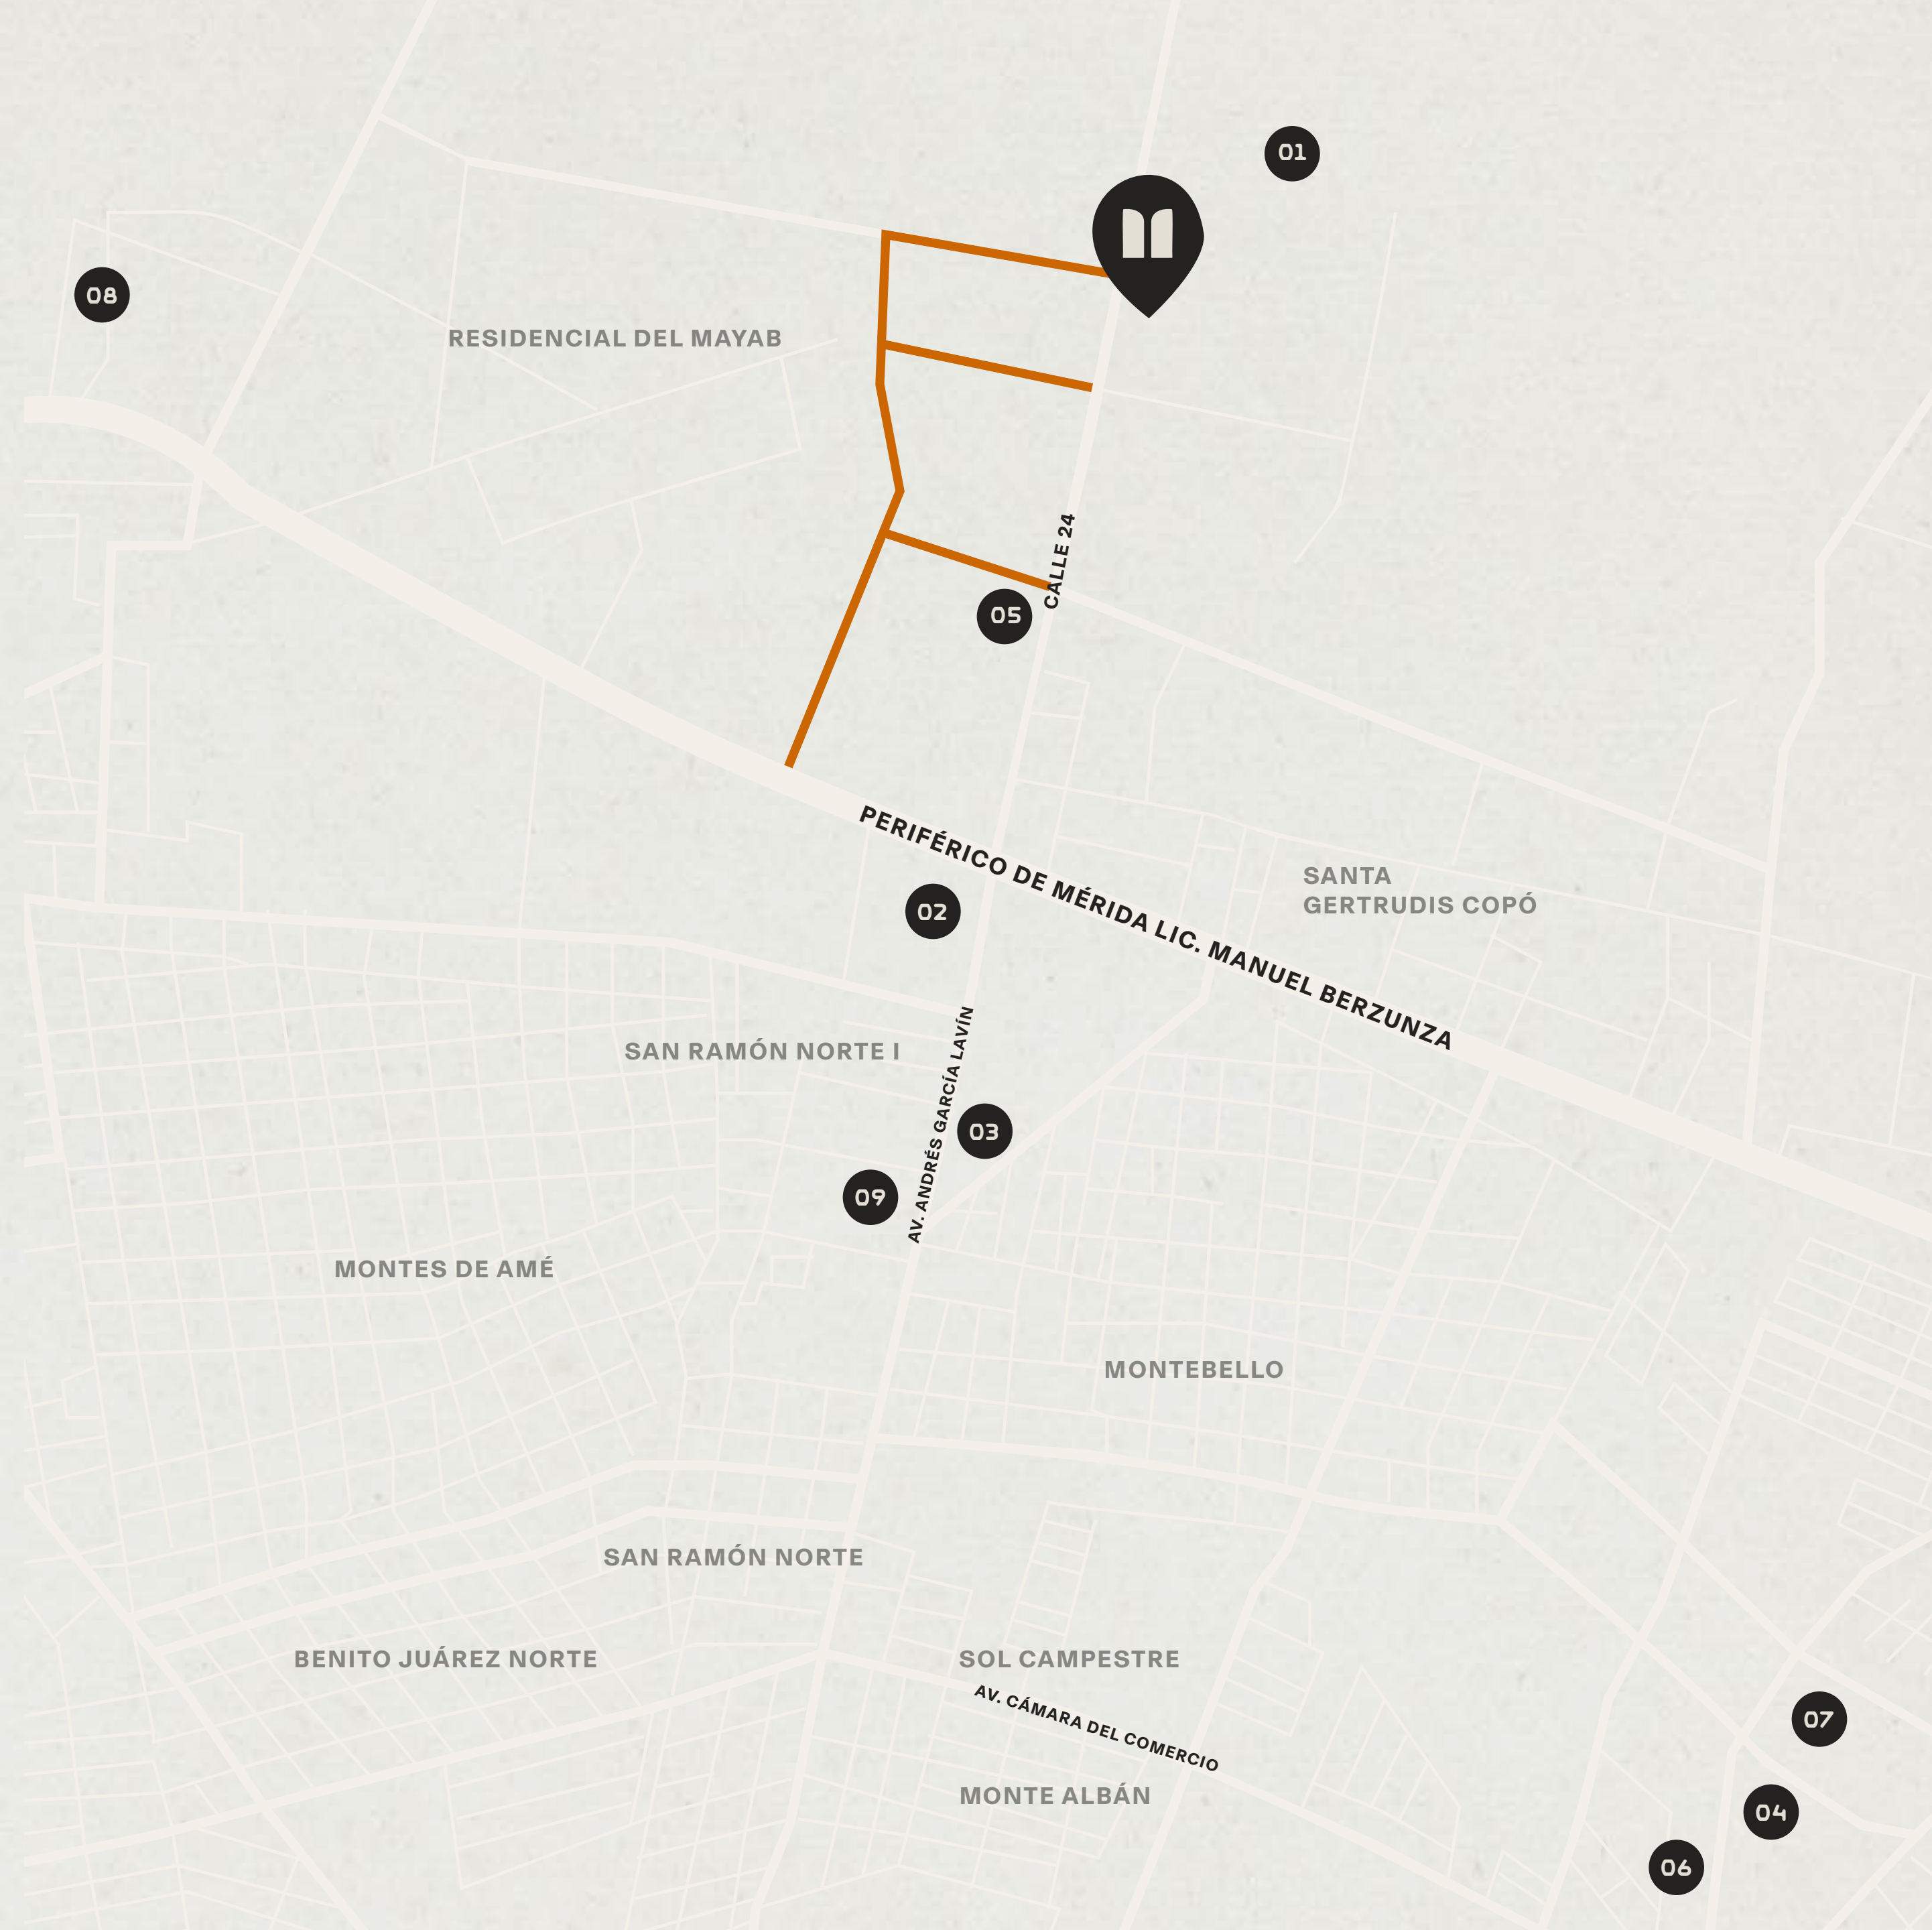 01
08
RESIDENCIAL DEL MAYAB
CALLE 24
05
PERIFÉRICO DE MÉRIDA LIC. MANUEL BERZUNZA
SANTA
GERTRUDIS COPÓ
02
SAN RAMÓN NORTE I
AV. ANDRÉS GARCÍA LAVÍN
03
09
MONTES DE AMÉ
MONTEBELLO
SAN RAMÓN NORTE
BENITO JUÁREZ NORTE
SOL CAMPESTRE
AV. CÁMARA DEL COMERCIO
07
MONTE ALBÁN
04
06